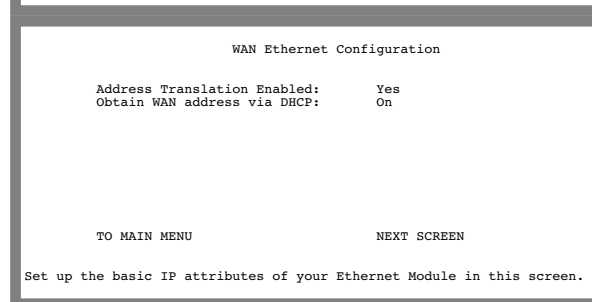 WAN Ethernet Configuration
Address Translation Enabled: Yes
Obtain WAN address via DHCP: On
TO MAIN MENU NEXT SCREEN
Set up the basic IP attributes of your Ethernet Module in this screen.